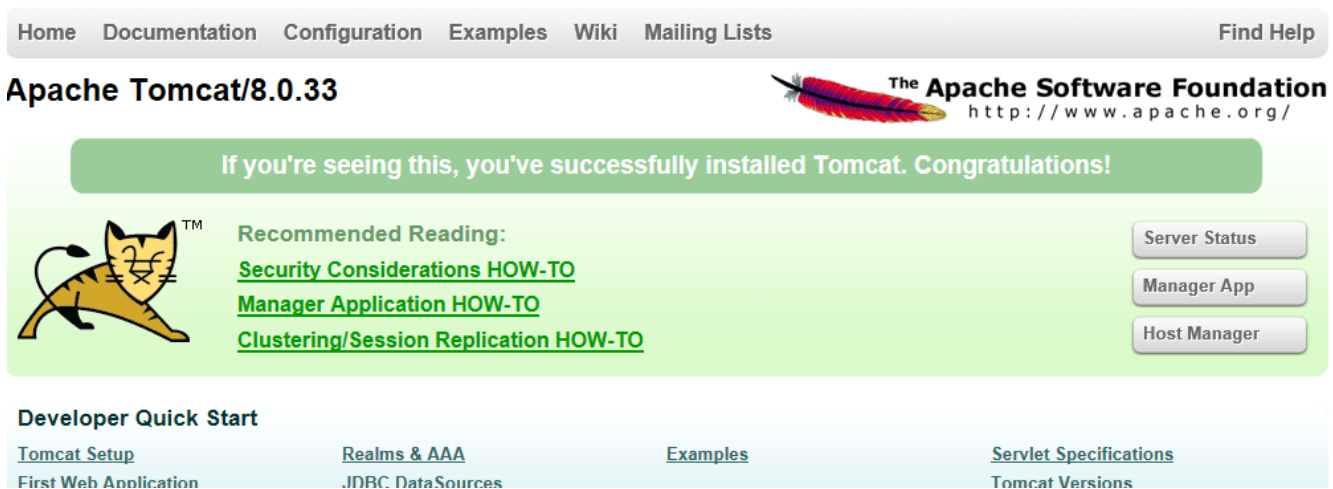 Home Documentation Configuration Examples Wiki Mailing Lists Find Help
Apache Tomcat/8.0.33
The Apache Software Foundation
http://www.apache.org/
If you're seeing this, you've successfully installed Tomcat. Congratulations!
TM
Recommended Reading:
Security Considerations HOW-TO
Manager Application HOW-TO
Clustering/Session Replication HOW-TO
Server Status
Manager App
Host Manager
Developer Quick Start
Tomcat Setup Realms & AAA Examples Servlet Specifications
First Web Application JDBC DataSources Tomcat Versions